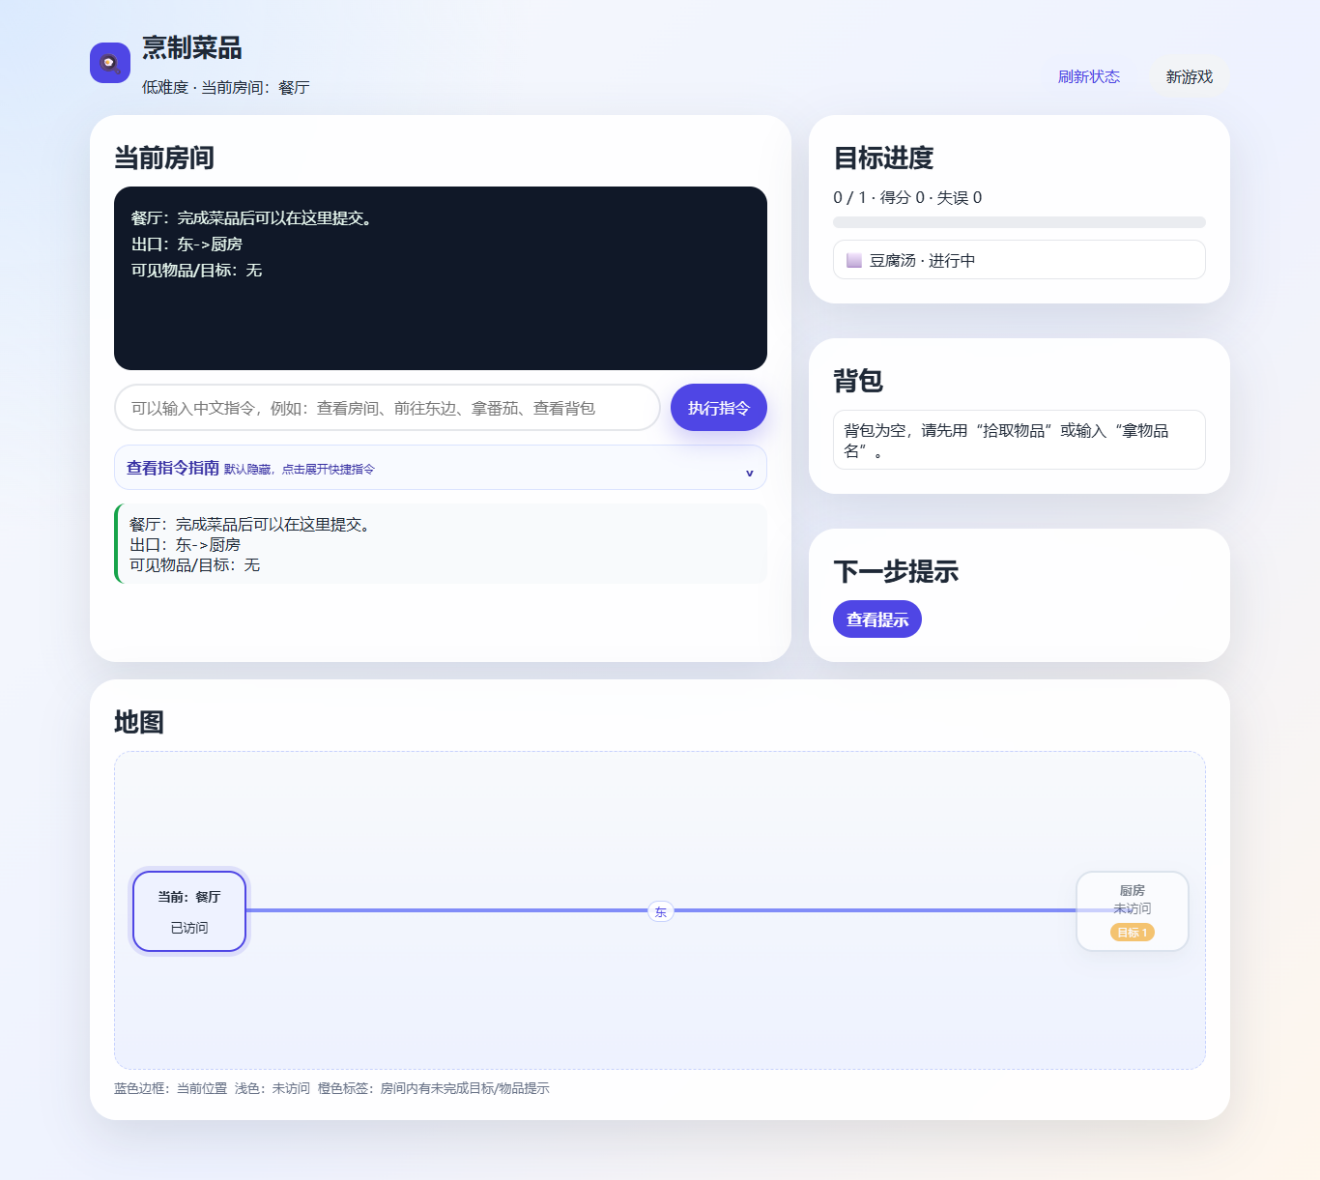 烹制菜品
低难度 · 当前房间：餐厅
刷新状态
新游戏
当前房间
餐厅：完成菜品后可以在这里提交。
出口：东->厨房
可见物品/目标：无
可以输入中文指令，例如：查看房间、前往东边、拿番茄、查看背包
执行指令
查看指令指南 默认隐藏，点击展开快捷指令
v
餐厅：完成菜品后可以在这里提交。
出口：东->厨房
可见物品/目标：无
目标进度
0 / 1 · 得分 0 · 失误 0
豆腐汤 · 进行中
背包
背包为空，请先用“拾取物品”或输入“拿物品
名”。
下一步提示
查看提示
地图
当前：餐厅
已访问
东
厨房
未访问
目标 1
蓝色边框：当前位置 浅色：未访问 橙色标签：房间内有未完成目标/物品提示